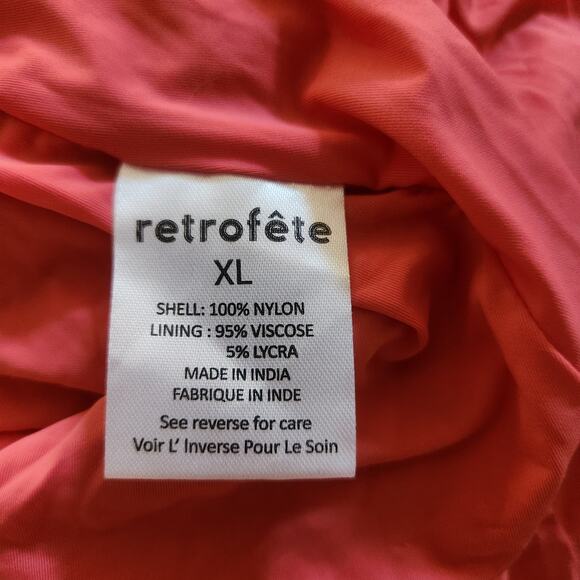 retrofête
XL
SHELL: 100% NYLON
LINING : 95% VISCOSE
5% LYCRA
MADE IN INDIA
FABRIQUE IN INDE
See reverse for care
Voir L' Inverse Pour Le Soin